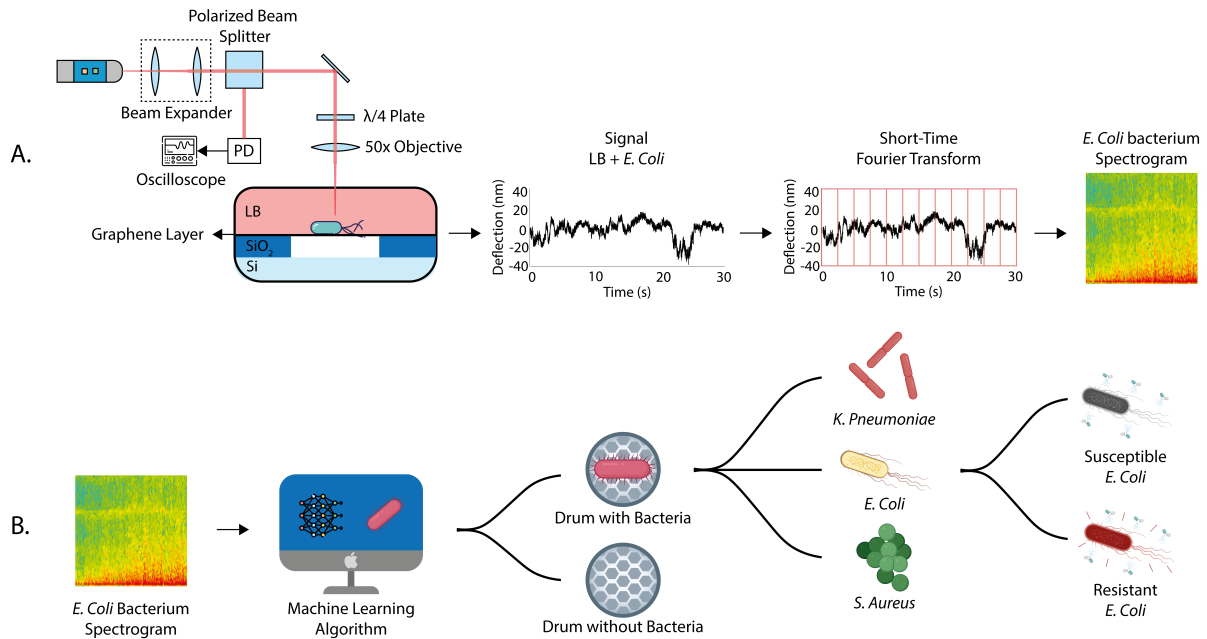 A.
Polarized Beam
Splitter
Beam Expander
λ/4 Plate
50x Objective
PD
Oscilloscope
LB
Graphene Layer
SiO2
Si
Signal
LB + E. Coli
Deflection (nm)
40
20
0
-20
-40
0
10
20
30
Time (s)
Short-Time
Fourier Transform
Deflection (nm)
40
20
0
-20
-40
0
10
20
30
Time (s)
E. Coli bacterium
Spectrogram
B.
E. Coli Bacterium
Spectrogram
Machine Learning
Algorithm
Drum with Bacteria
Drum without Bacteria
K. Pneumoniae
E. Coli
S. Aureus
Susceptible
E. Coli
Resistant
E. Coli